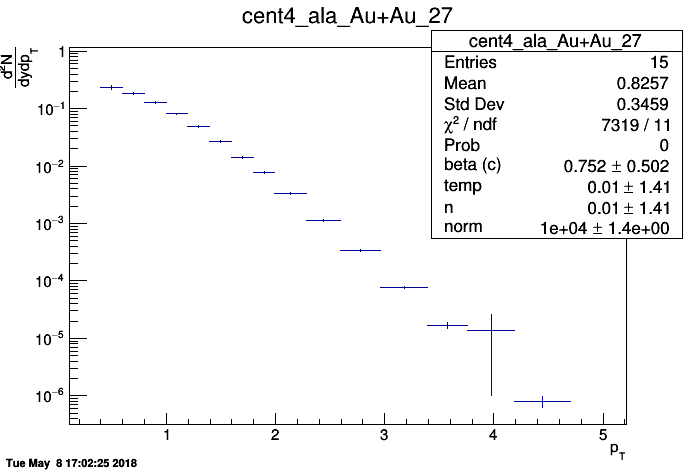 cent4_ala_Au+Au_27
cent4_ala_Au+Au_27
Entries 15
Mean 0.8257
Std Dev 0.3459
χ² / ndf 7319 / 11
Prob 0
beta (c) 0.752 ± 0.502
temp 0.01 ± 1.41
n 0.01 ± 1.41
norm 1e+04 ± 1.4e+00
d²N
dydp_T
1
10⁻¹
10⁻²
10⁻³
10⁻⁴
10⁻⁵
10⁻⁶
1 2 3 4 5
p_T
Tue May 8 17:02:25 2018